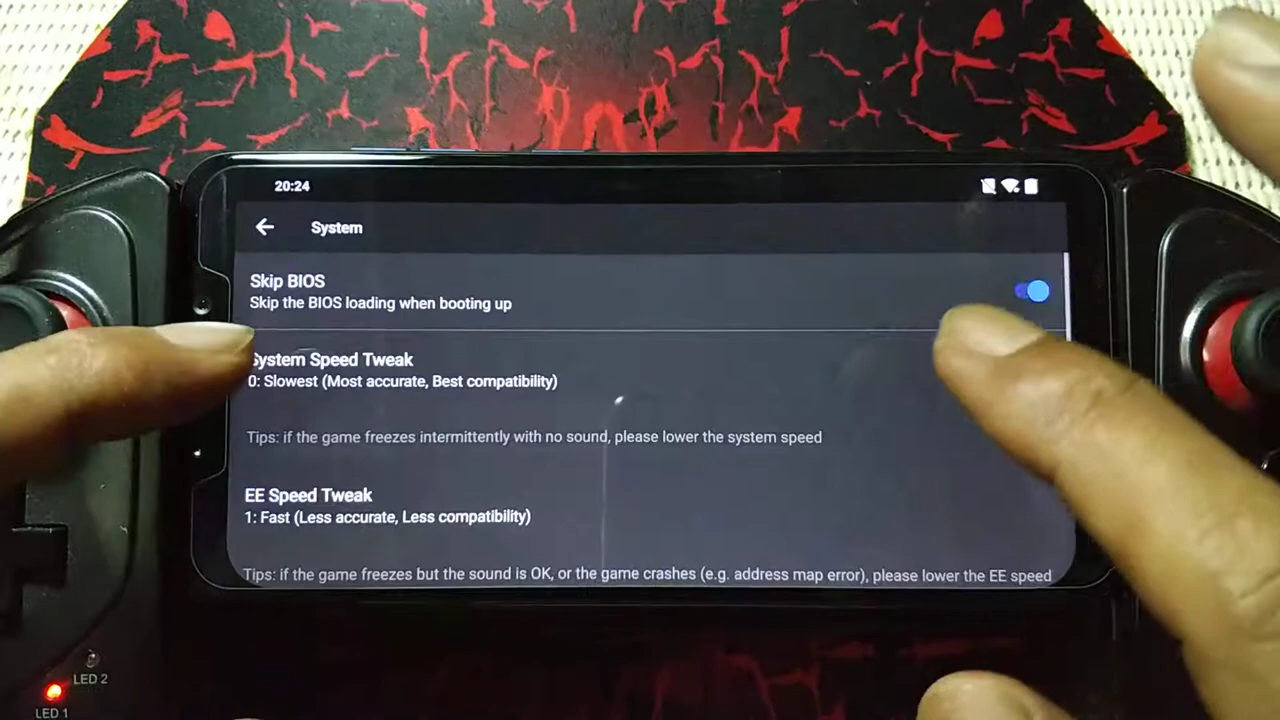 20:24
System
Skip BIOS
Skip the BIOS loading when booting up
System Speed Tweak
0: Slowest (Most accurate, Best compatibility)
Tips: if the game freezes intermittently with no sound, please lower the system speed
EE Speed Tweak
1: Fast (Less accurate, Less compatibility)
Tips: if the game freezes but the sound is OK, or the game crashes (e.g. address map error), please lower the EE speed
LED 2
LED 1